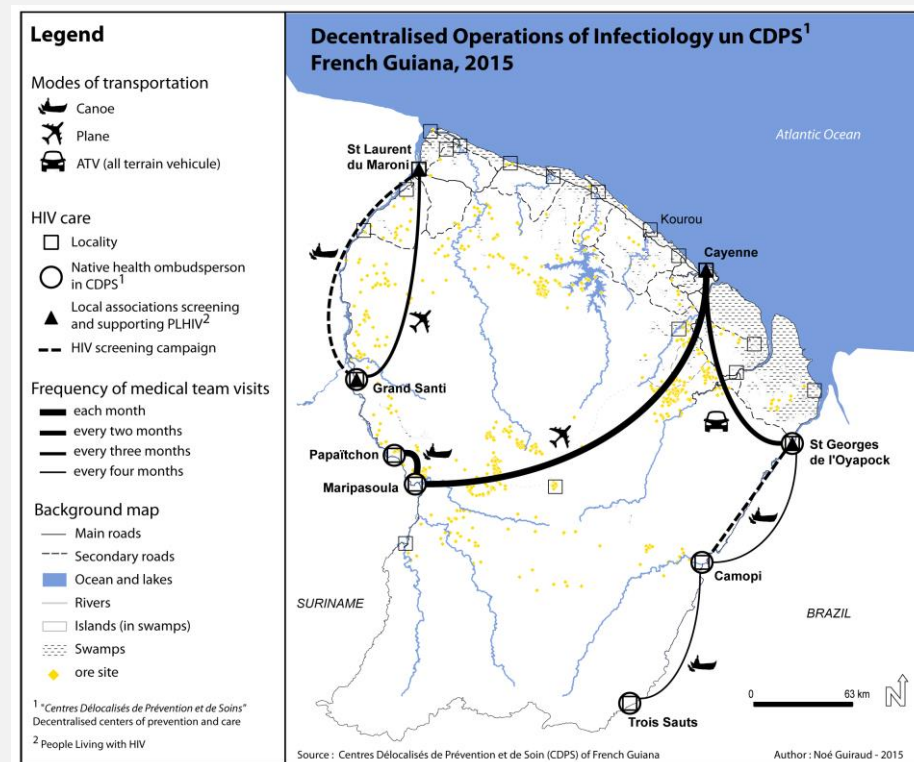 Legend
Modes of transportation
Canoe
Plane
ATV (all terrain vehicule)
HIV care
Locality
Native health ombudsperson
in CDPS1
Local associations screening
and supporting PLHIV2
HIV screening campaign
Frequency of medical team visits
each month
every two months
every three months
every four months
Background map
Main roads
Secondary roads
Ocean and lakes
Rivers
Islands (in swamps)
Swamps
ore site
1 "Centres Délocalisés de Prévention et de Soins"
Decentralised centers of prevention and care
2 People Living with HIV
Decentralised Operations of Infectiology un CDPS1
French Guiana, 2015
Atlantic Ocean
St Laurent
du Maroni
Kourou
Cayenne
Grand Santi
Papaïtchon
Maripasoula
St Georges
de l'Oyapock
Camopi
SURINAME
BRAZIL
Trois Sauts
0 63 km
N
Source : Centres Délocalisés de Prévention et de Soin (CDPS) of French Guiana
Author : Noé Guiraud - 2015